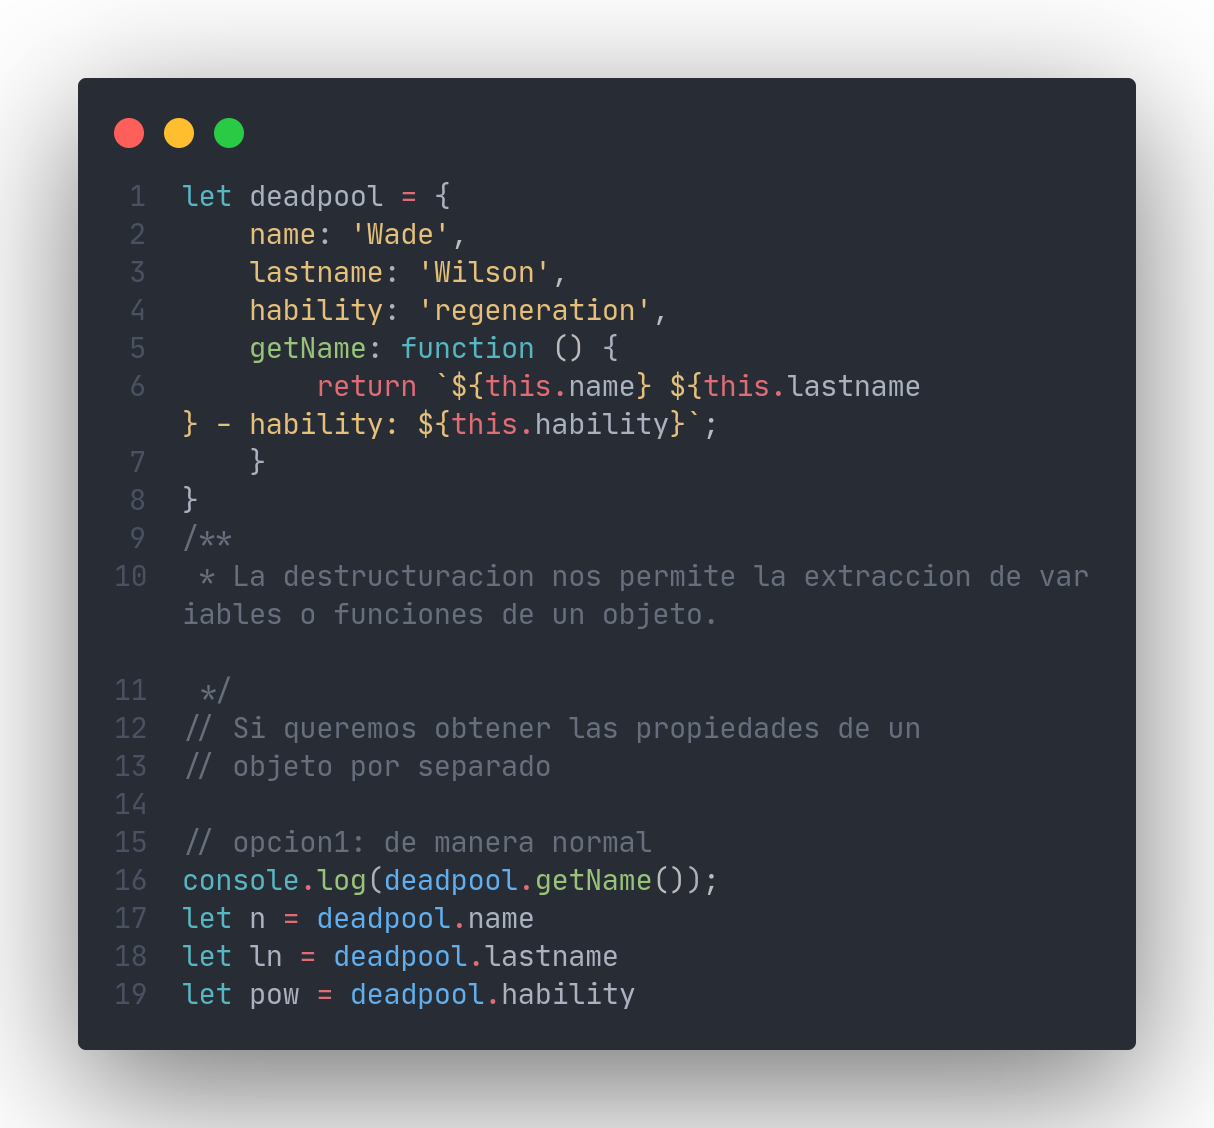 1 let deadpool = {
2     name: 'Wade',
3     lastname: 'Wilson',
4     hability: 'regeneration',
5     getName: function () {
6         return `${this.name} ${this.lastname
} - hability: ${this.hability}`;
7     }
8 }
9 /**
10  * La destructuracion nos permite la extraccion de var
iables o funciones de un objeto.
11  */
12 // Si queremos obtener las propiedades de un
13 // objeto por separado
14
15 // opcion1: de manera normal
16 console.log(deadpool.getName());
17 let n = deadpool.name
18 let ln = deadpool.lastname
19 let pow = deadpool.hability